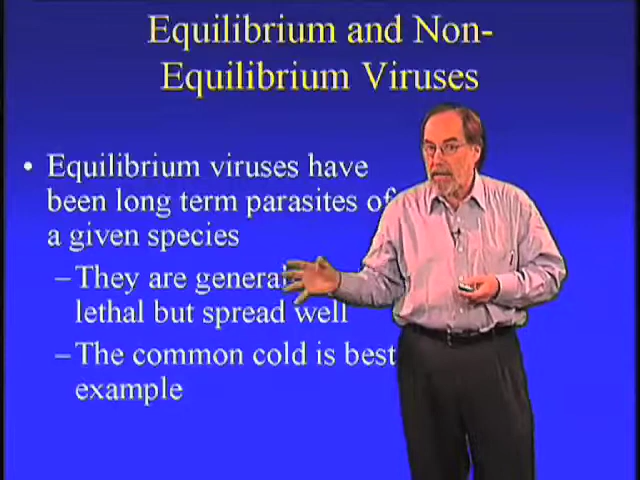 Equilibrium and Non-
Equilibrium Viruses
• Equilibrium viruses have
been long term parasites of
a given species
–They are
lethal but spread well
–The common cold is best
example